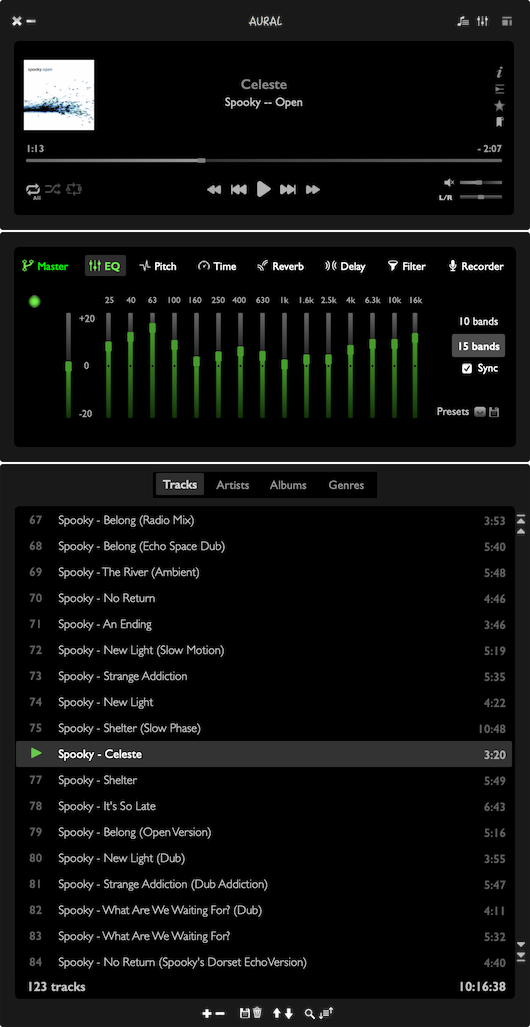 AURAL
spooky open
Celeste
Spooky -- Open
1:13
- 2:07
All
L/R
Master EQ Pitch Time Reverb Delay Filter Recorder
25 40 63 100 160 250 400 630 1k 1.6k 2.5k 4k 6.3k 10k 16k
+20
10 bands
15 bands
0
Sync
-20
Presets
Tracks Artists Albums Genres
67 Spooky - Belong (Radio Mix) 3:53
68 Spooky - Belong (Echo Space Dub) 5:40
69 Spooky - The River (Ambient) 5:48
70 Spooky - No Return 4:46
71 Spooky - An Ending 3:46
72 Spooky - New Light (Slow Motion) 5:19
73 Spooky - Strange Addiction 5:35
74 Spooky - New Light 4:22
75 Spooky - Shelter (Slow Phase) 10:48
Spooky - Celeste 3:20
77 Spooky - Shelter 5:49
78 Spooky - It's So Late 6:43
79 Spooky - Belong (Open Version) 5:16
80 Spooky - New Light (Dub) 3:55
81 Spooky - Strange Addiction (Dub Addiction) 5:47
82 Spooky - What Are We Waiting For? (Dub) 4:11
83 Spooky - What Are We Waiting For? 5:32
84 Spooky - No Return (Spooky's Dorset EchoVersion) 4:40
123 tracks 10:16:38